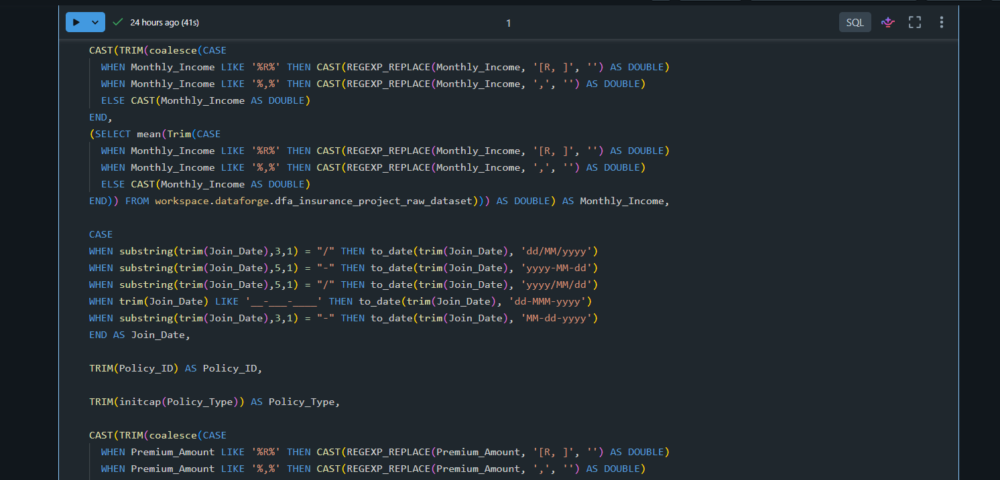 24 hours ago (41s)
1
SQL
CAST(TRIM(coalesce(CASE
WHEN Monthly_Income LIKE '%R%' THEN CAST(REGEXP_REPLACE(Monthly_Income, '[R, ]', '') AS DOUBLE)
WHEN Monthly_Income LIKE '%,%' THEN CAST(REGEXP_REPLACE(Monthly_Income, ',', '') AS DOUBLE)
ELSE CAST(Monthly_Income AS DOUBLE)
END,
(SELECT mean(Trim(CASE
WHEN Monthly_Income LIKE '%R%' THEN CAST(REGEXP_REPLACE(Monthly_Income, '[R, ]', '') AS DOUBLE)
WHEN Monthly_Income LIKE '%,%' THEN CAST(REGEXP_REPLACE(Monthly_Income, ',', '') AS DOUBLE)
ELSE CAST(Monthly_Income AS DOUBLE)
END)) FROM workspace.dataforge.dfa_insurance_project_raw_dataset))) AS DOUBLE) AS Monthly_Income,
CASE
WHEN substring(trim(Join_Date),3,1) = "/" THEN to_date(trim(Join_Date), 'dd/MM/yyyy')
WHEN substring(trim(Join_Date),5,1) = "-" THEN to_date(trim(Join_Date), 'yyyy-MM-dd')
WHEN substring(trim(Join_Date),5,1) = "/" THEN to_date(trim(Join_Date), 'yyyy/MM/dd')
WHEN trim(Join_Date) LIKE '__-___-____' THEN to_date(trim(Join_Date), 'dd-MMM-yyyy')
WHEN substring(trim(Join_Date),3,1) = "-" THEN to_date(trim(Join_Date), 'MM-dd-yyyy')
END AS Join_Date,
TRIM(Policy_ID) AS Policy_ID,
TRIM(initcap(Policy_Type)) AS Policy_Type,
CAST(TRIM(coalesce(CASE
WHEN Premium_Amount LIKE '%R%' THEN CAST(REGEXP_REPLACE(Premium_Amount, '[R, ]', '') AS DOUBLE)
WHEN Premium_Amount LIKE '%,%' THEN CAST(REGEXP_REPLACE(Premium_Amount, ',', '') AS DOUBLE)